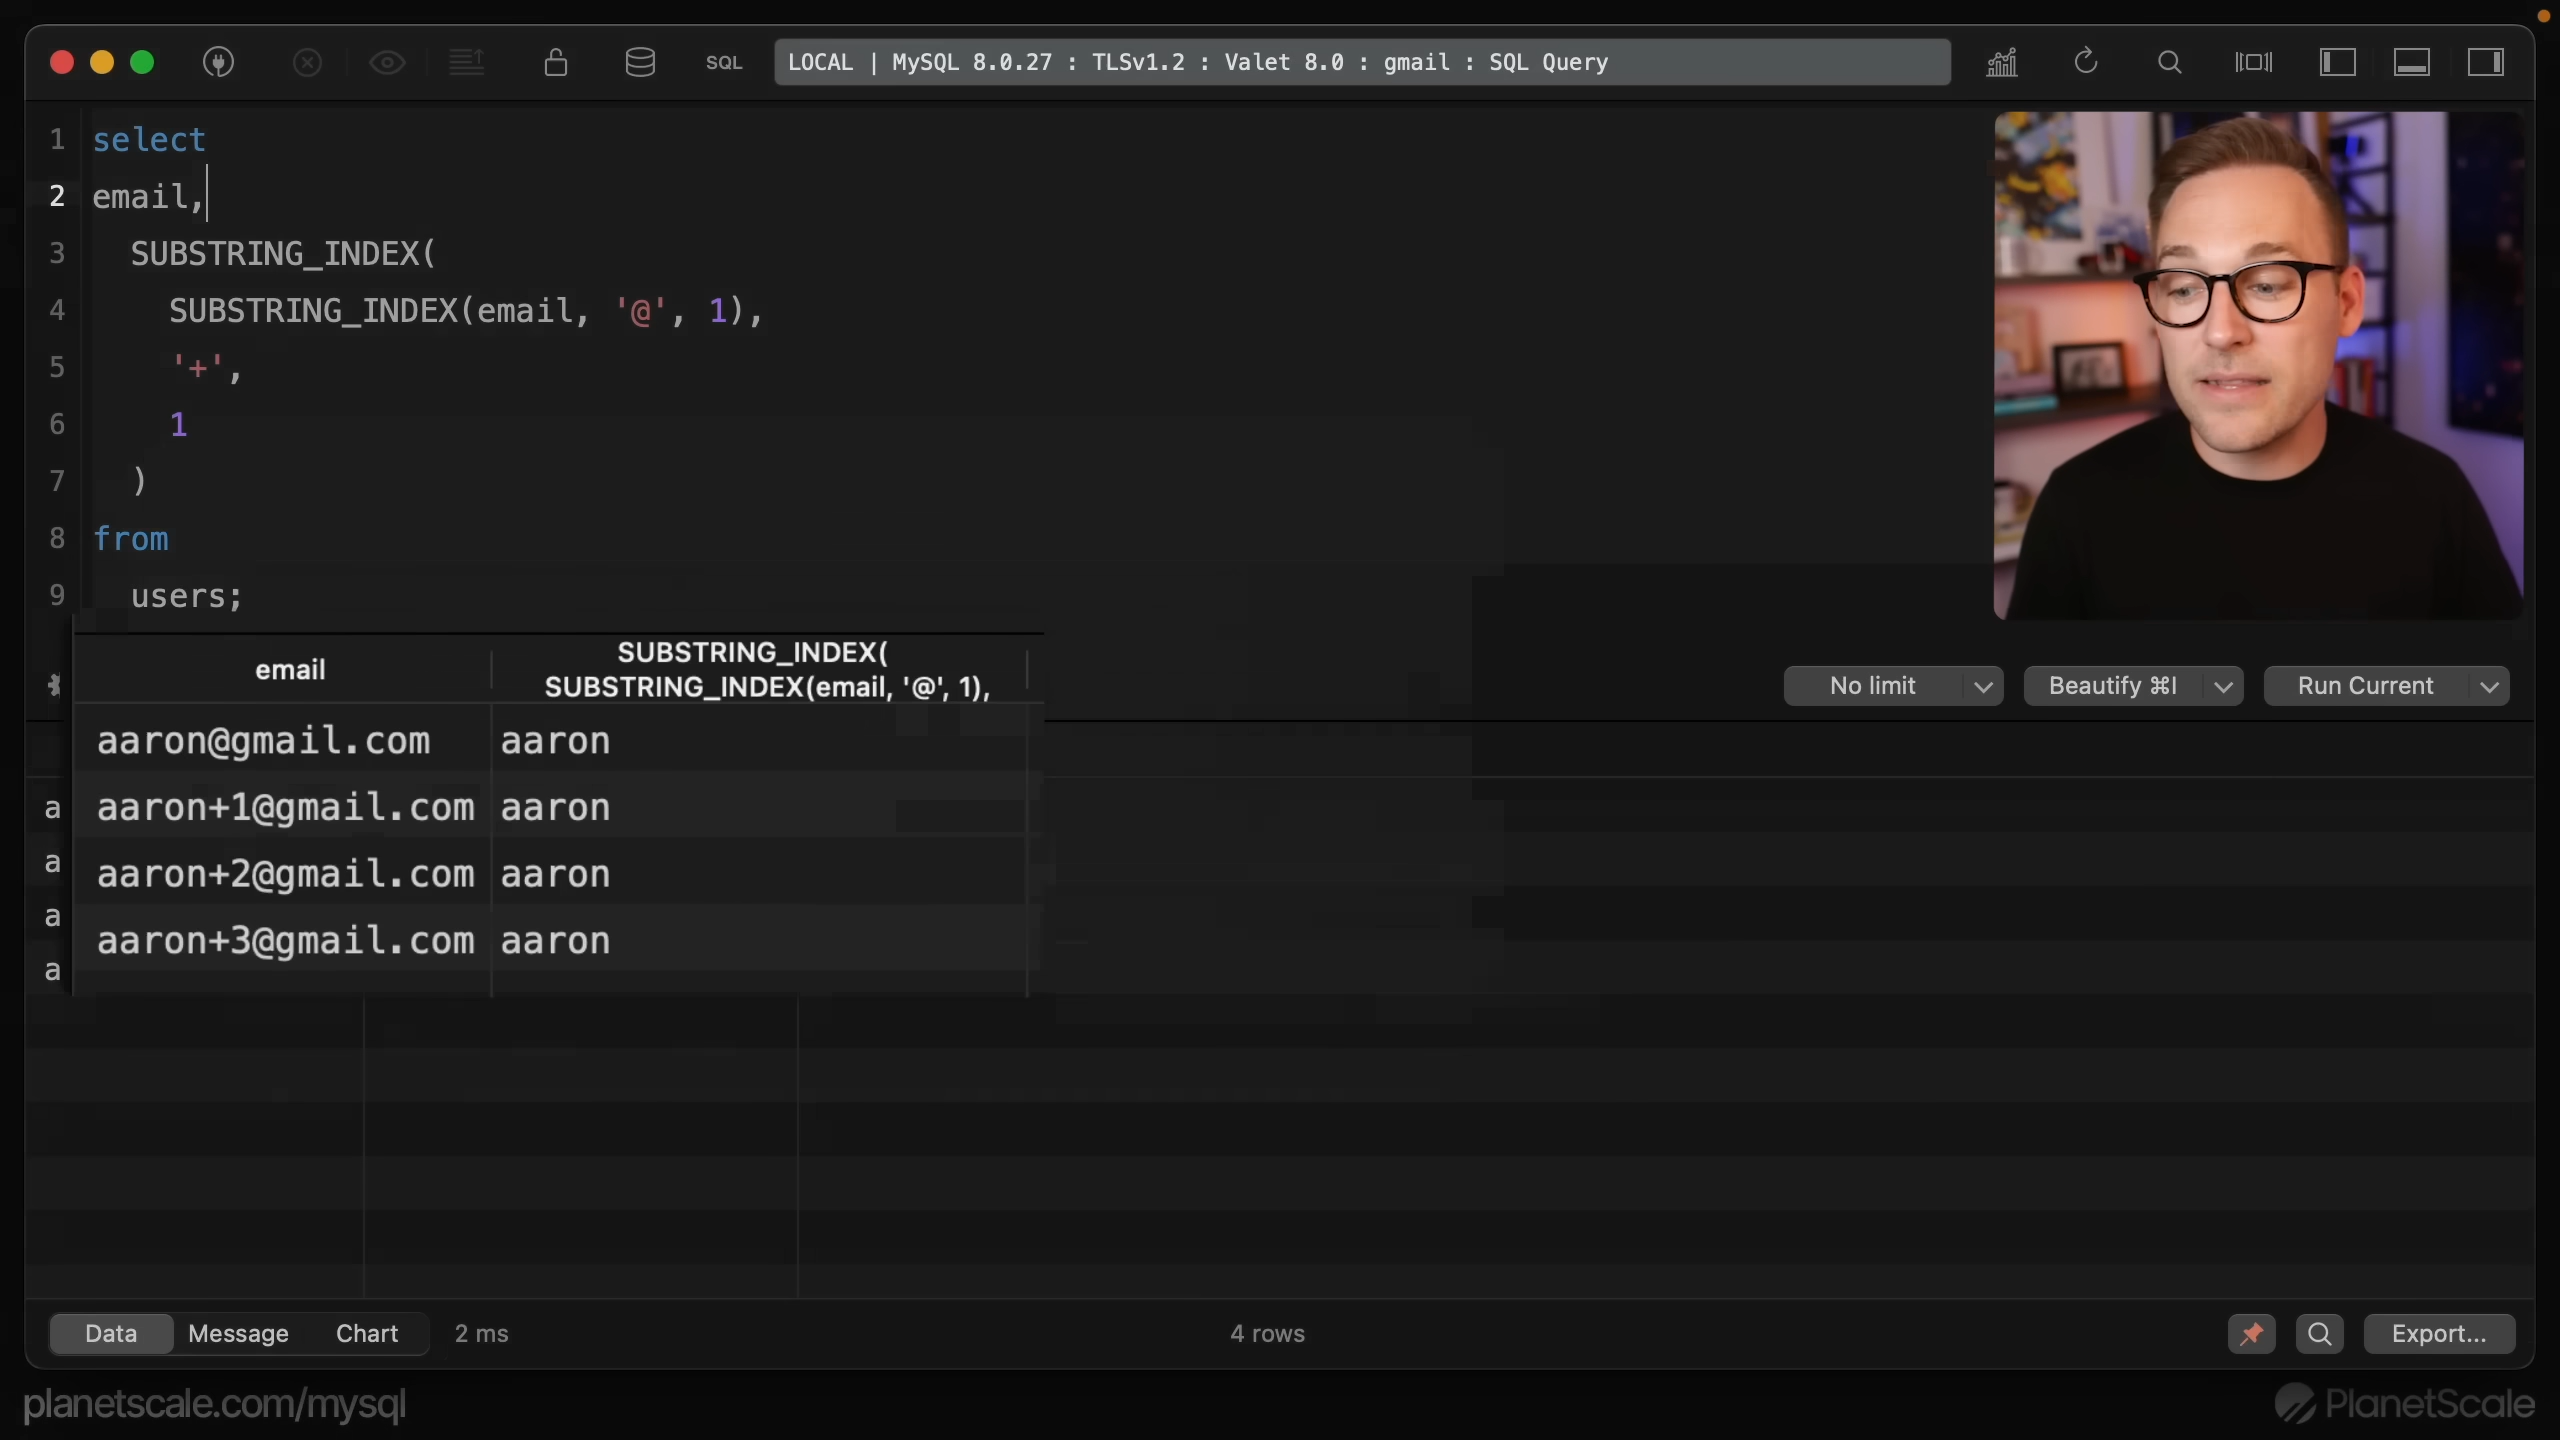 SQL
LOCAL | MySQL 8.0.27 : TLSv1.2 : Valet 8.0 : gmail : SQL Query
1 select
2 email,
3 SUBSTRING_INDEX(
4 SUBSTRING_INDEX(email, '@', 1),
5 '+',
6 1
7 )
8 from
9 users;
No limit
Beautify ⌘I
Run Current
email
SUBSTRING_INDEX(
SUBSTRING_INDEX(email, '@', 1),
aaron@gmail.com aaron
aaron+1@gmail.com aaron
aaron+2@gmail.com aaron
aaron+3@gmail.com aaron
a
a
a
a
Data Message Chart 2 ms
4 rows
Export...
planetscale.com/mysql
PlanetScale